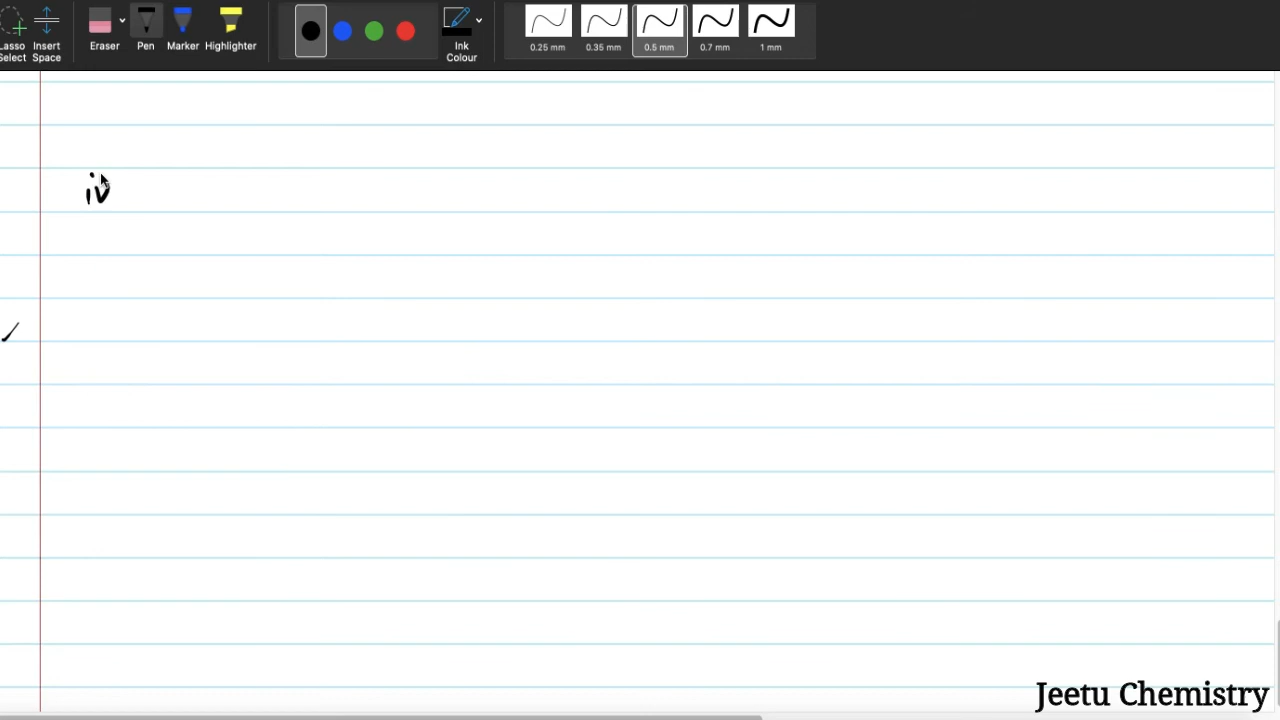 Lasso Select
Insert Space
Eraser
Pen
Marker
Highlighter
Ink Colour
0.25 mm
0.35 mm
0.5 mm
0.7 mm
1 mm
iv
Jeetu Chemistry